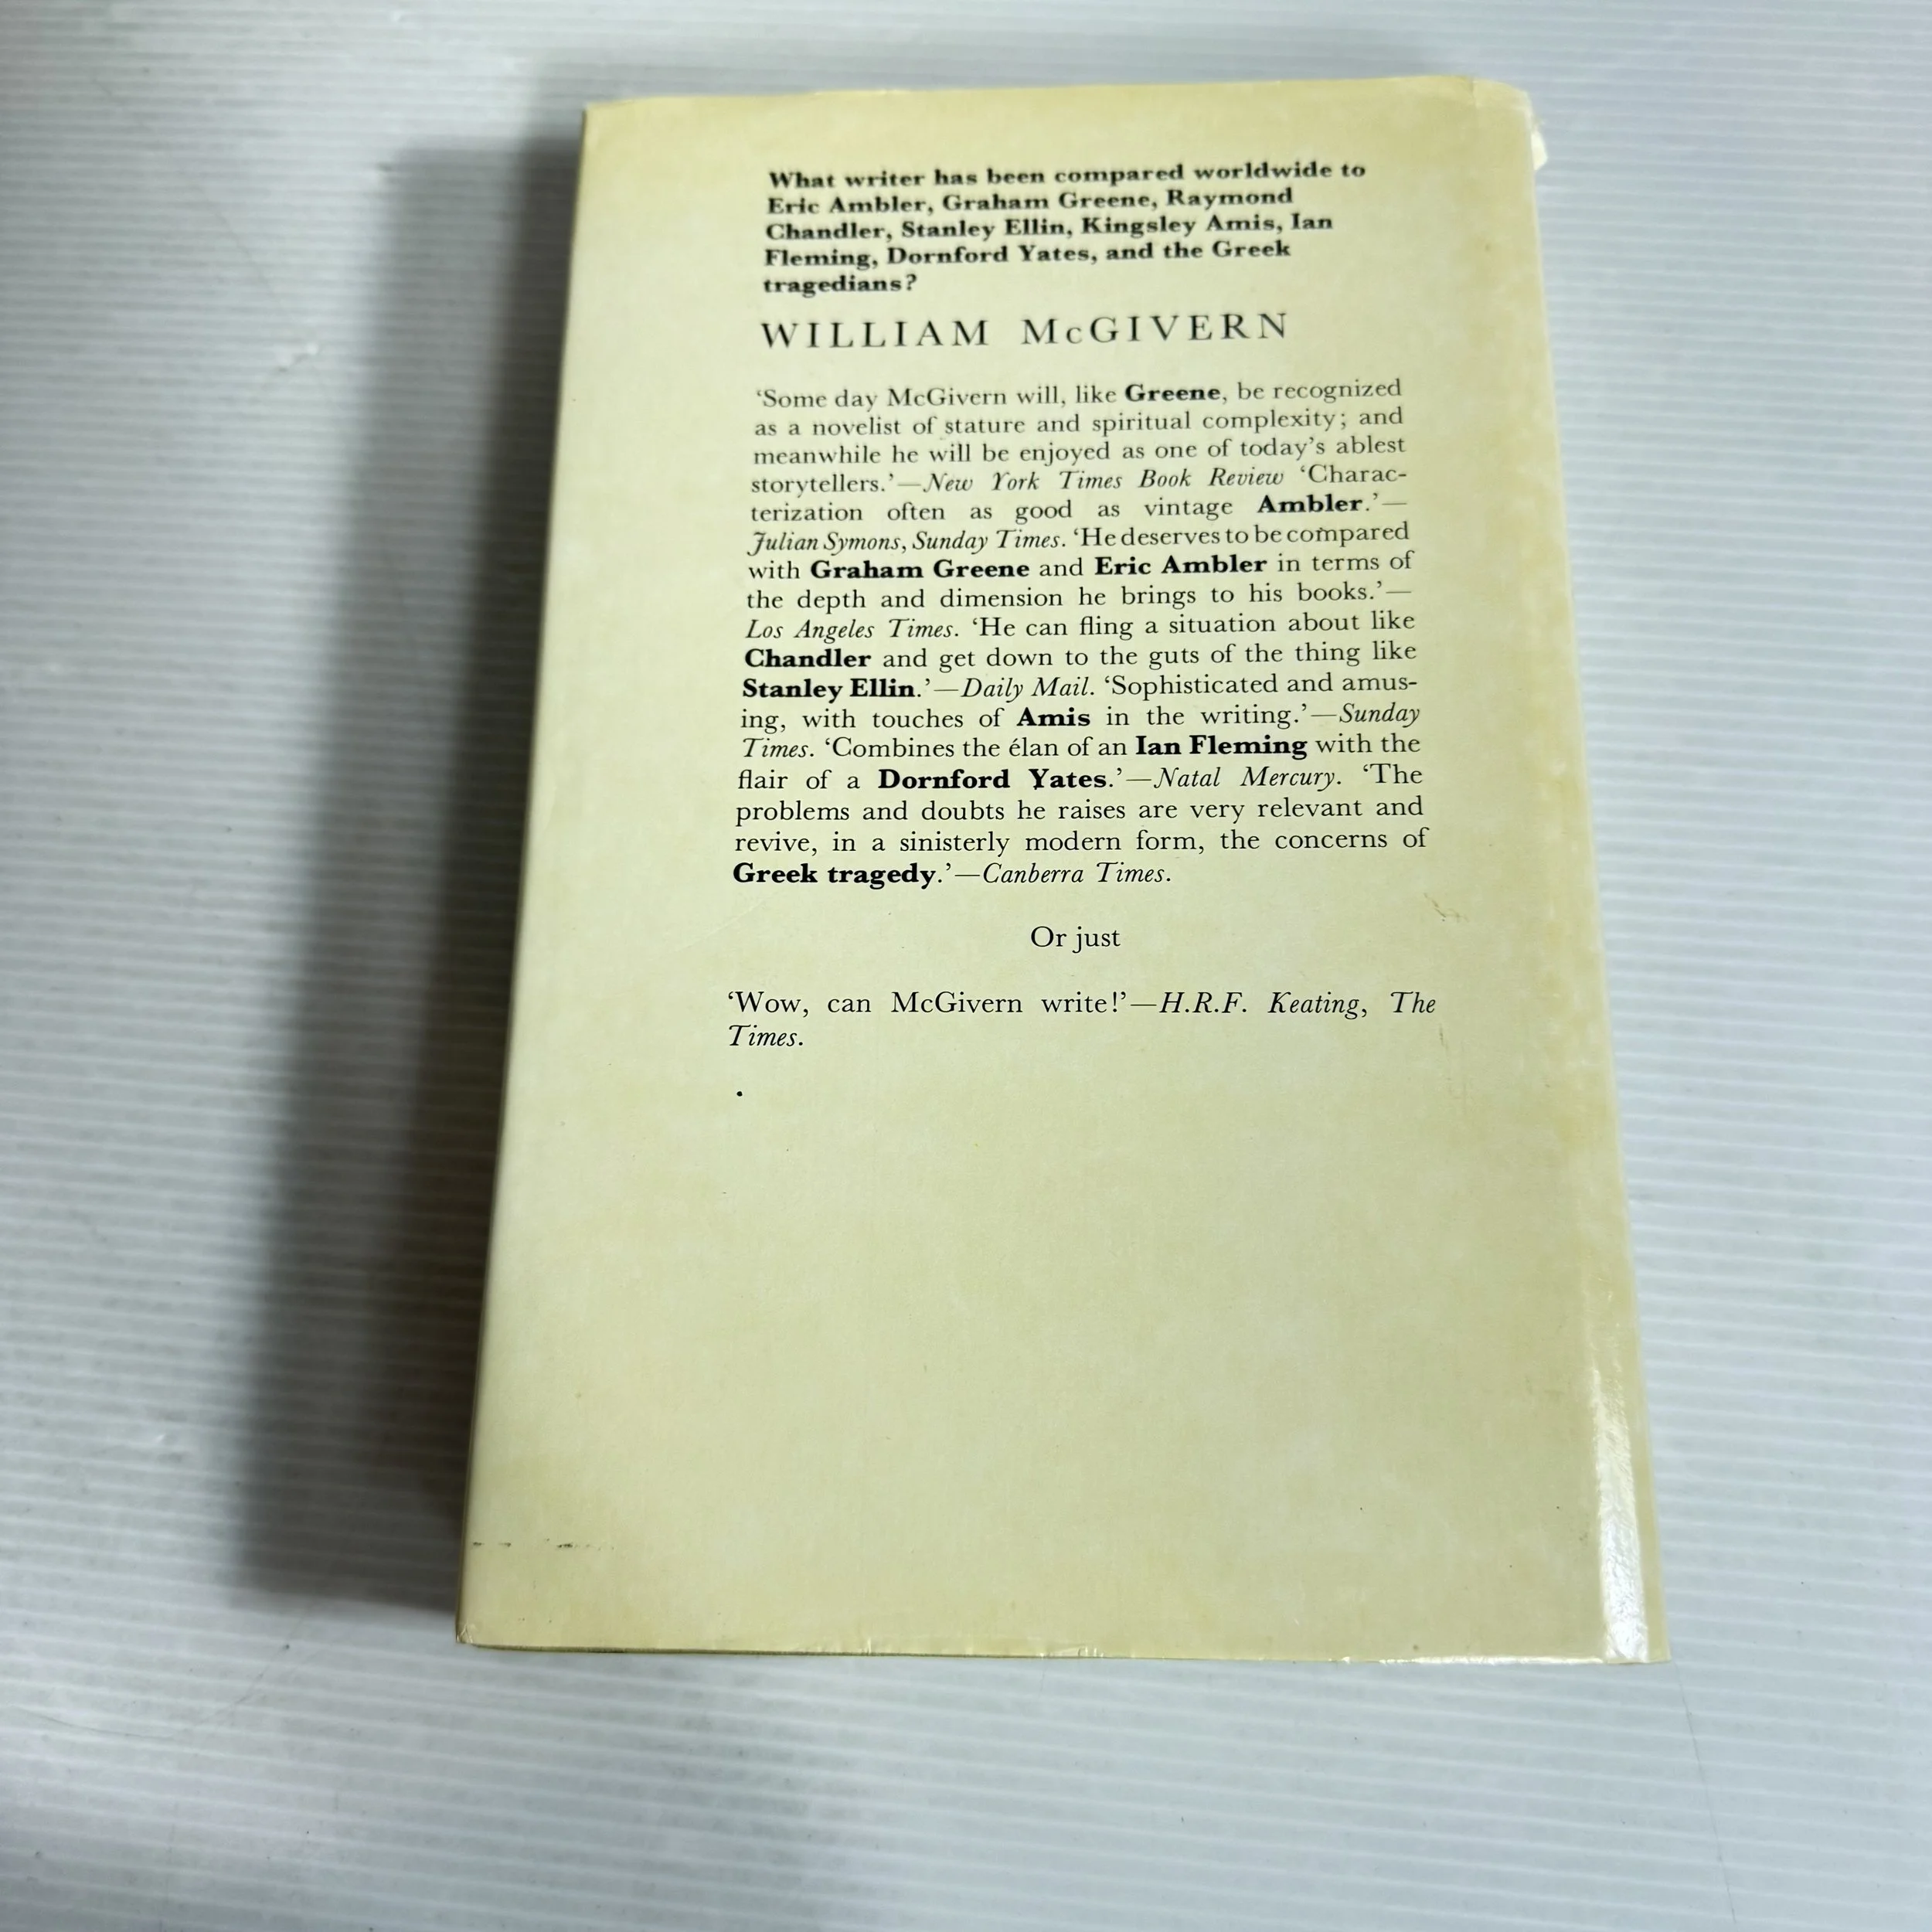 What writer has been compared worldwide to
Eric Ambler, Graham Greene, Raymond
Chandler, Stanley Ellin, Kingsley Amis, Ian
Fleming, Dornford Yates, and the Greek
tragedians?
WILLIAM McGIVERN
‘Some day McGivern will, like Greene, be recognized
as a novelist of stature and spiritual complexity; and
meanwhile he will be enjoyed as one of today’s ablest
storytellers.’—New York Times Book Review ‘Charac-
terization often as good as vintage Ambler.’—
Julian Symons, Sunday Times. ‘He deserves to be compared
with Graham Greene and Eric Ambler in terms of
the depth and dimension he brings to his books.’—
Los Angeles Times. ‘He can fling a situation about like
Chandler and get down to the guts of the thing like
Stanley Ellin.’—Daily Mail. ‘Sophisticated and amus-
ing, with touches of Amis in the writing.’—Sunday
Times. ‘Combines the élan of an Ian Fleming with the
flair of a Dornford Yates.’—Natal Mercury. ‘The
problems and doubts he raises are very relevant and
revive, in a sinisterly modern form, the concerns of
Greek tragedy.’—Canberra Times.
Or just
‘Wow, can McGivern write!’—H.R.F. Keating, The
Times.